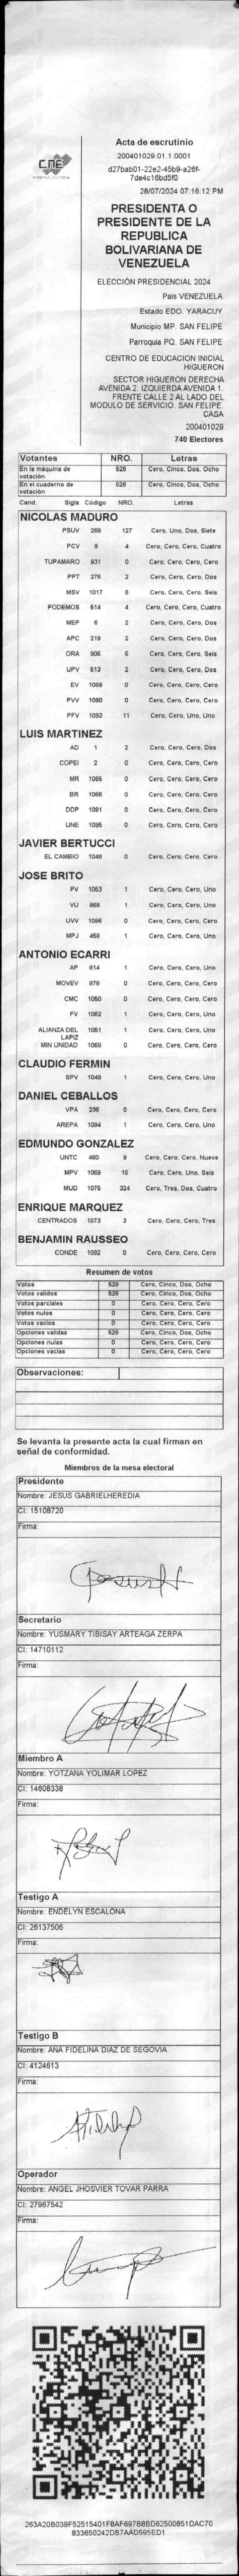 CNE
Acta de escrutinio
200401029.01.1.0001
d27bab01-22e2-45b9-a26f-
7de4c16bd5f0
28/07/2024 07:16:12 PM
PRESIDENTA O
PRESIDENTE DE LA
REPUBLICA
BOLIVARIANA DE
VENEZUELA
ELECCIÓN PRESIDENCIAL 2024
Pais VENEZUELA
Estado EDO. YARACUY
Municipio MP. SAN FELIPE
Parroquia PQ. SAN FELIPE
CENTRO DE EDUCACION INICIAL
HIGUERON
SECTOR HIGUERON DERECHA
AVENIDA 2. IZQUIERDA AVENIDA 1.
FRENTE CALLE 2 AL LADO DEL
MODULO DE SERVICIO. SAN FELIPE.
CASA
200401029
740 Electores
Votantes NRO. Letras
En la máquina de votación 528 Cero, Cinco, Dos, Ocho
En el cuaderno de votación 528 Cero, Cinco, Dos, Ocho
Cand. Sigla Código NRO. Letras
NICOLAS MADURO
PSUV 269 127 Cero, Uno, Dos, Siete
PCV 9 4 Cero, Cero, Cero, Cuatro
TUPAMARO 931 0 Cero, Cero, Cero, Cero
PPT 276 2 Cero, Cero, Cero, Dos
MSV 1017 6 Cero, Cero, Cero, Seis
PODEMOS 614 4 Cero, Cero, Cero, Cuatro
MEP 6 2 Cero, Cero, Cero, Dos
APC 219 2 Cero, Cero, Cero, Dos
ORA 906 6 Cero, Cero, Cero, Seis
UPV 613 2 Cero, Cero, Cero, Dos
EV 1089 0 Cero, Cero, Cero, Cero
PVV 1090 0 Cero, Cero, Cero, Cero
PFV 1093 11 Cero, Cero, Uno, Uno
LUIS MARTINEZ
AD 1 2 Cero, Cero, Cero, Dos
COPEI 2 0 Cero, Cero, Cero, Cero
MR 1065 0 Cero, Cero, Cero, Cero
BR 1066 0 Cero, Cero, Cero, Cero
DDP 1091 0 Cero, Cero, Cero, Cero
UNE 1095 0 Cero, Cero, Cero, Cero
JAVIER BERTUCCI
EL CAMBIO 1048 0 Cero, Cero, Cero, Cero
JOSE BRITO
PV 1053 1 Cero, Cero, Cero, Uno
VU 868 1 Cero, Cero, Cero, Uno
UVV 1096 0 Cero, Cero, Cero, Cero
MPJ 458 1 Cero, Cero, Cero, Uno
ANTONIO ECARRI
AP 814 1 Cero, Cero, Cero, Uno
MOVEV 978 0 Cero, Cero, Cero, Cero
CMC 1050 0 Cero, Cero, Cero, Cero
FV 1062 1 Cero, Cero, Cero, Uno
ALIANZA DEL LAPIZ 1051 1 Cero, Cero, Cero, Uno
MIN UNIDAD 1068 0 Cero, Cero, Cero, Cero
CLAUDIO FERMIN
SPV 1049 1 Cero, Cero, Cero, Uno
DANIEL CEBALLOS
VPA 236 0 Cero, Cero, Cero, Cero
AREPA 1094 1 Cero, Cero, Cero, Uno
EDMUNDO GONZALEZ
UNTC 460 9 Cero, Cero, Cero, Nueve
MPV 1069 16 Cero, Cero, Uno, Seis
MUD 1075 324 Cero, Tres, Dos, Cuatro
ENRIQUE MARQUEZ
CENTRADOS 1073 3 Cero, Cero, Cero, Tres
BENJAMIN RAUSSEO
CONDE 1092 0 Cero, Cero, Cero, Cero
Resumen de votos
Votos 528 Cero, Cinco, Dos, Ocho
Votos validos 528 Cero, Cinco, Dos, Ocho
Votos parciales 0 Cero, Cero, Cero, Cero
Votos nulos 0 Cero, Cero, Cero, Cero
Votos vacios 0 Cero, Cero, Cero, Cero
Opciones validas 528 Cero, Cinco, Dos, Ocho
Opciones nulas 0 Cero, Cero, Cero, Cero
Opciones vacias 0 Cero, Cero, Cero, Cero
Observaciones:
Se levanta la presente acta la cual firman en
señal de conformidad.
Miembros de la mesa electoral
Presidente
Nombre: JESUS GABRIELHEREDIA
CI: 15108720
Firma:
Secretario
Nombre: YUSMARY TIBISAY ARTEAGA ZERPA
CI: 14710112
Firma:
Miembro A
Nombre: YOTZANA YOLIMAR LOPEZ
CI: 14608338
Firma:
Testigo A
Nombre: ENDELYN ESCALONA
CI: 26137506
Firma:
Testigo B
Nombre: ANA FIDELINA DIAZ DE SEGOVIA
CI: 4124613
Firma:
Operador
Nombre: ANGEL JHOSVIER TOVAR PARRA
CI: 27967542
Firma:
263A20B039F52515401F8AF697B8BD62500851DAC70
833650242DB7AAD595ED1